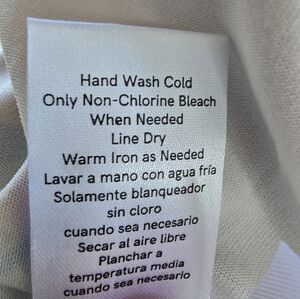 Hand Wash Cold
Only Non-Chlorine Bleach
When Needed
Line Dry
Warm Iron as Needed
Lavar a mano con agua fría
Solamente blanqueador
sin cloro
cuando sea necesario
Secar al aire libre
Planchar a
temperatura media
cuando sea necesario